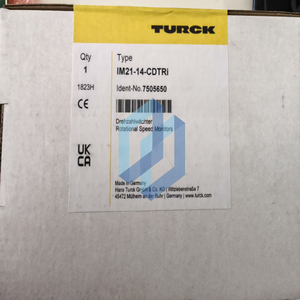 TURCK
Qty
1
1823H
Type
IM21-14-CDTRi
Ident-No.7505650
CE
UK
CA
Drehzahlwächter
Rotational Speed Monitors
Made in Germany
Hans Turck GmbH & Co. KG | Witzlebenstraße 7
45472 Mülheim an der Ruhr | Germany | www.turck.com